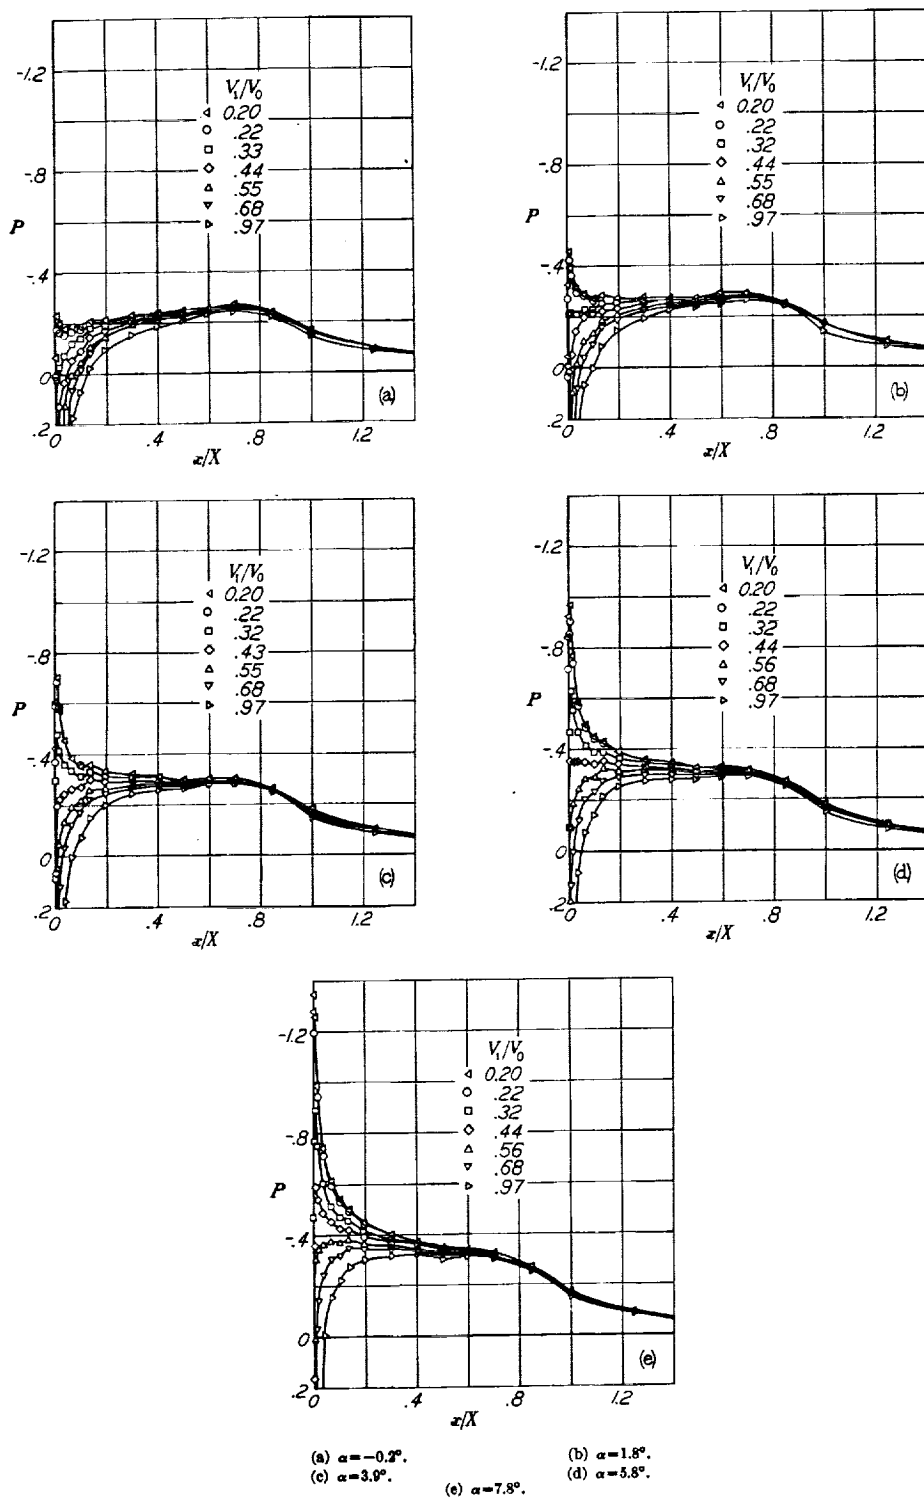 -1.2
-.8
P
-.4
0
.2
V₁/V₀
0.20
.22
.33
.44
.55
.68
.97
(a)
0 .4 .8 1.2
x/X
-1.2
-.8
P
-.4
0
.2
V₁/V₀
0.20
.22
.32
.44
.55
.68
.97
(b)
0 .4 .8 1.2
x/X
-1.2
-.8
P
-.4
0
.2
V₁/V₀
0.20
.22
.32
.43
.55
.68
.97
(c)
0 .4 .8 1.2
x/X
-1.2
-.8
P
-.4
0
.2
V₁/V₀
0.20
.22
.32
.44
.56
.68
.97
(d)
0 .4 .8 1.2
x/X
-1.2
-.8
P
-.4
0
.2
V₁/V₀
0.20
.22
.32
.44
.56
.68
.97
(e)
0 .4 .8 1.2
x/X
(a) α=−0.2°. (b) α=1.8°.
(c) α=3.9°. (d) α=5.8°.
(e) α=7.8°.